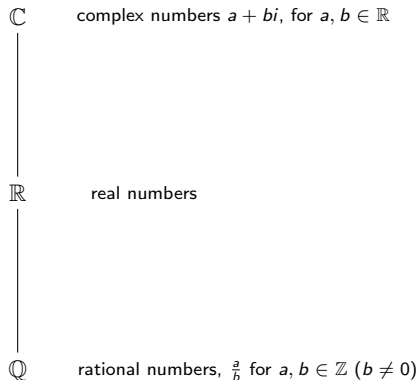 ℂ complex numbers a + bi, for a, b ∈ ℝ
ℝ real numbers
ℚ rational numbers, a/b for a, b ∈ ℤ (b ≠ 0)